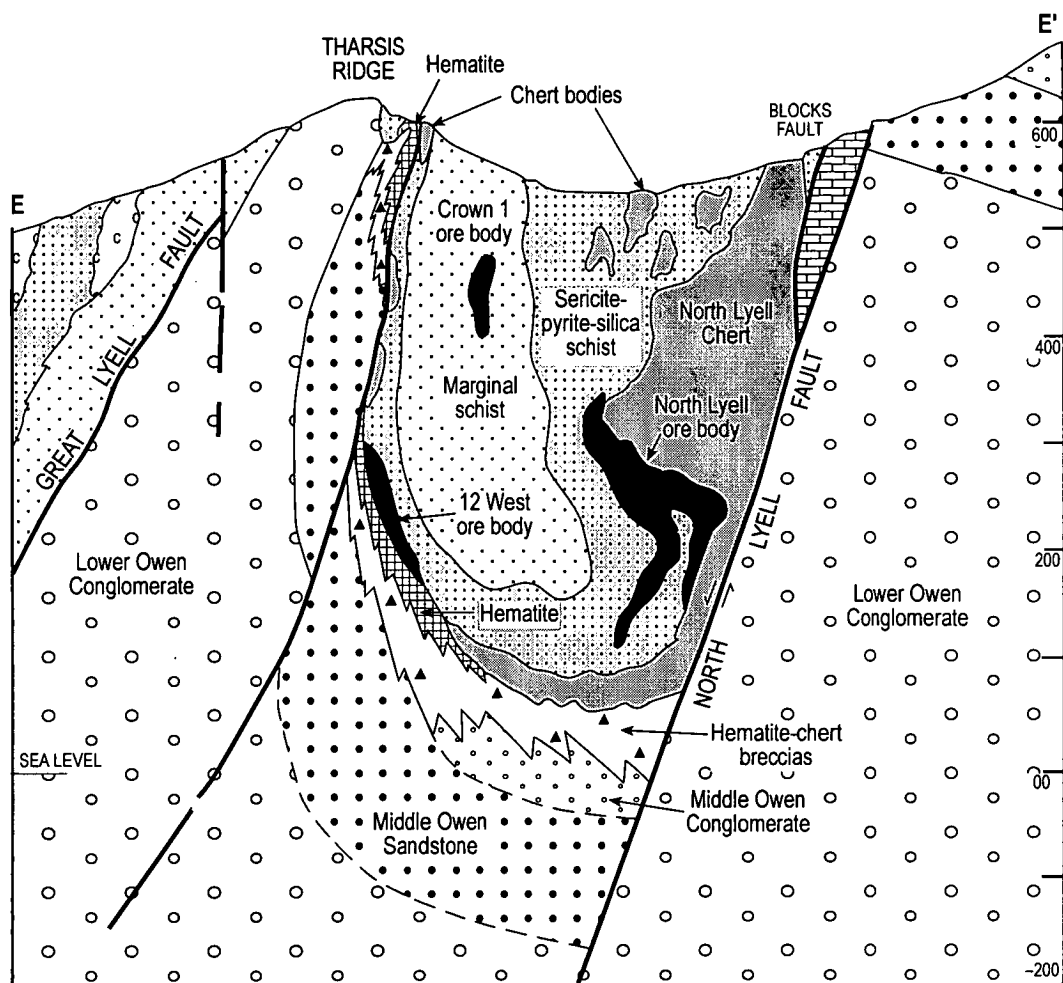 E
E'
THARSIS
RIDGE
Hematite
Chert bodies
BLOCKS
FAULT
600
Crown 1
ore body
Sericite-
pyrite-silica
schist
North Lyell
Chert
400
Marginal
schist
North Lyell
ore body
GREAT LYELL FAULT
12 West
ore body
NORTH LYELL FAULT
200
Lower Owen
Conglomerate
Hematite
Lower Owen
Conglomerate
Hematite-chert
breccias
SEA LEVEL
00
Middle Owen
Conglomerate
Middle Owen
Sandstone
-200